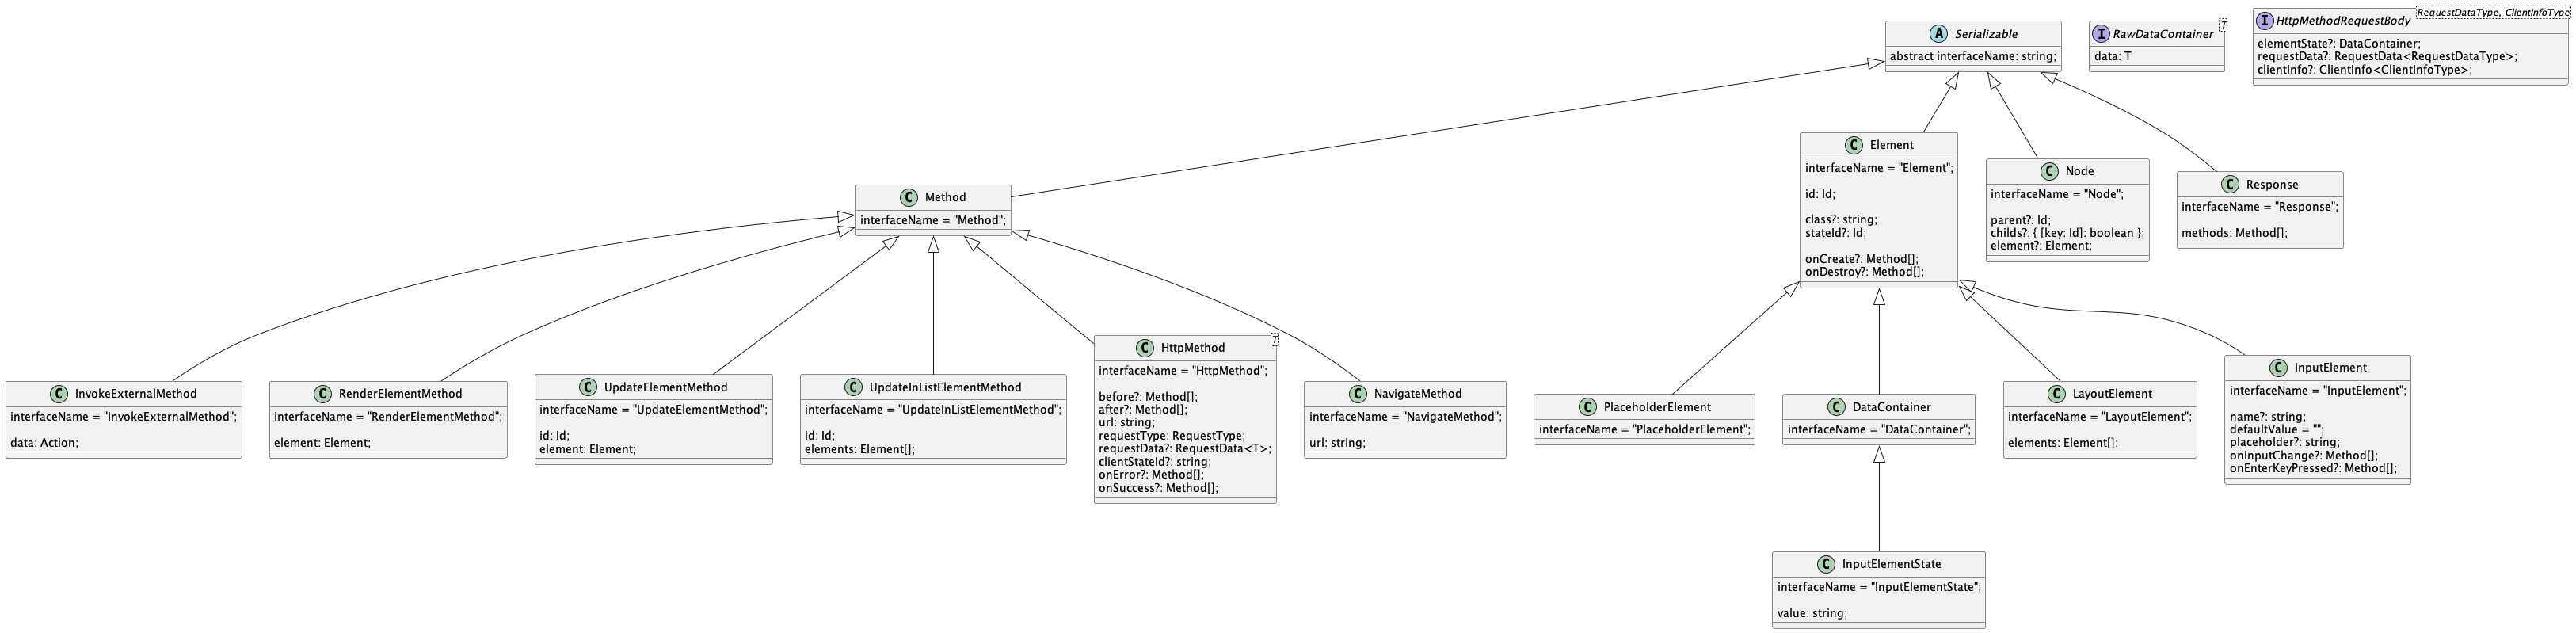 A Serializable
abstract interfaceName: string;
I RawDataContainer
T
data: T
I HttpMethodRequestBody
RequestDataType, ClientInfoType
elementState?: DataContainer;
requestData?: RequestData<RequestDataType>;
clientInfo?: ClientInfo<ClientInfoType>;
C Method
interfaceName = "Method";
C Element
interfaceName = "Element";
id: Id;
class?: string;
stateId?: Id;
onCreate?: Method[];
onDestroy?: Method[];
C Node
interfaceName = "Node";
parent?: Id;
childs?: { [key: Id]: boolean };
element?: Element;
C Response
interfaceName = "Response";
methods: Method[];
C InvokeExternalMethod
interfaceName = "InvokeExternalMethod";
data: Action;
C RenderElementMethod
interfaceName = "RenderElementMethod";
element: Element;
C UpdateElementMethod
interfaceName = "UpdateElementMethod";
id: Id;
element: Element;
C UpdateInListElementMethod
interfaceName = "UpdateInListElementMethod";
id: Id;
elements: Element[];
C HttpMethod
T
interfaceName = "HttpMethod";
before?: Method[];
after?: Method[];
url: string;
requestType: RequestType;
requestData?: RequestData<T>;
clientStateId?: string;
onError?: Method[];
onSuccess?: Method[];
C NavigateMethod
interfaceName = "NavigateMethod";
url: string;
C PlaceholderElement
interfaceName = "PlaceholderElement";
C DataContainer
interfaceName = "DataContainer";
C LayoutElement
interfaceName = "LayoutElement";
elements: Element[];
C InputElement
interfaceName = "InputElement";
name?: string;
defaultValue = "";
placeholder?: string;
onInputChange?: Method[];
onEnterKeyPressed?: Method[];
C InputElementState
interfaceName = "InputElementState";
value: string;